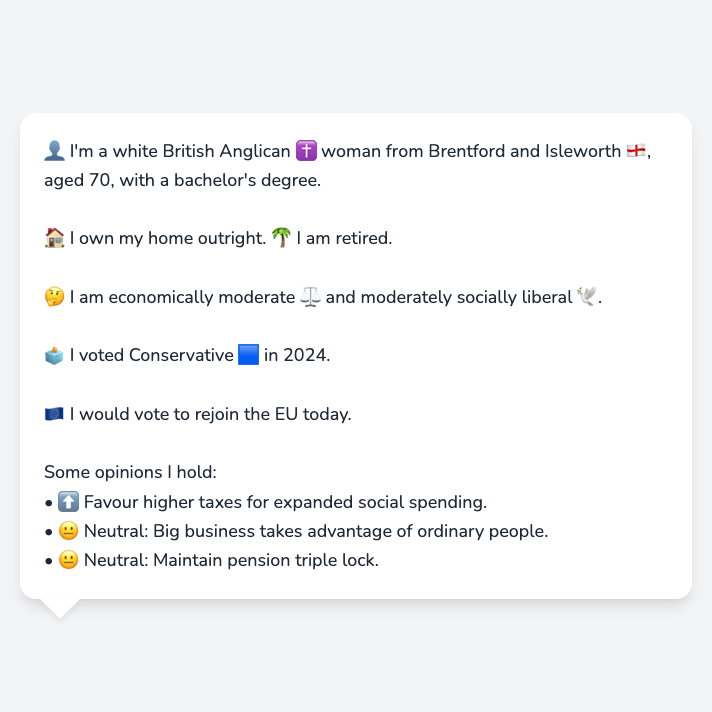 👤 I'm a white British Anglican ✝️ woman from Brentford and Isleworth 🏴󠁧󠁢󠁥󠁮󠁧󠁿,
aged 70, with a bachelor's degree.
🏠 I own my home outright. 🌴 I am retired.
🤔 I am economically moderate ⚖️ and moderately socially liberal 🕊️.
🗳️ I voted Conservative 🟦 in 2024.
🇪🇺 I would vote to rejoin the EU today.
Some opinions I hold:
• ⬆️ Favour higher taxes for expanded social spending.
• 😐 Neutral: Big business takes advantage of ordinary people.
• 😐 Neutral: Maintain pension triple lock.